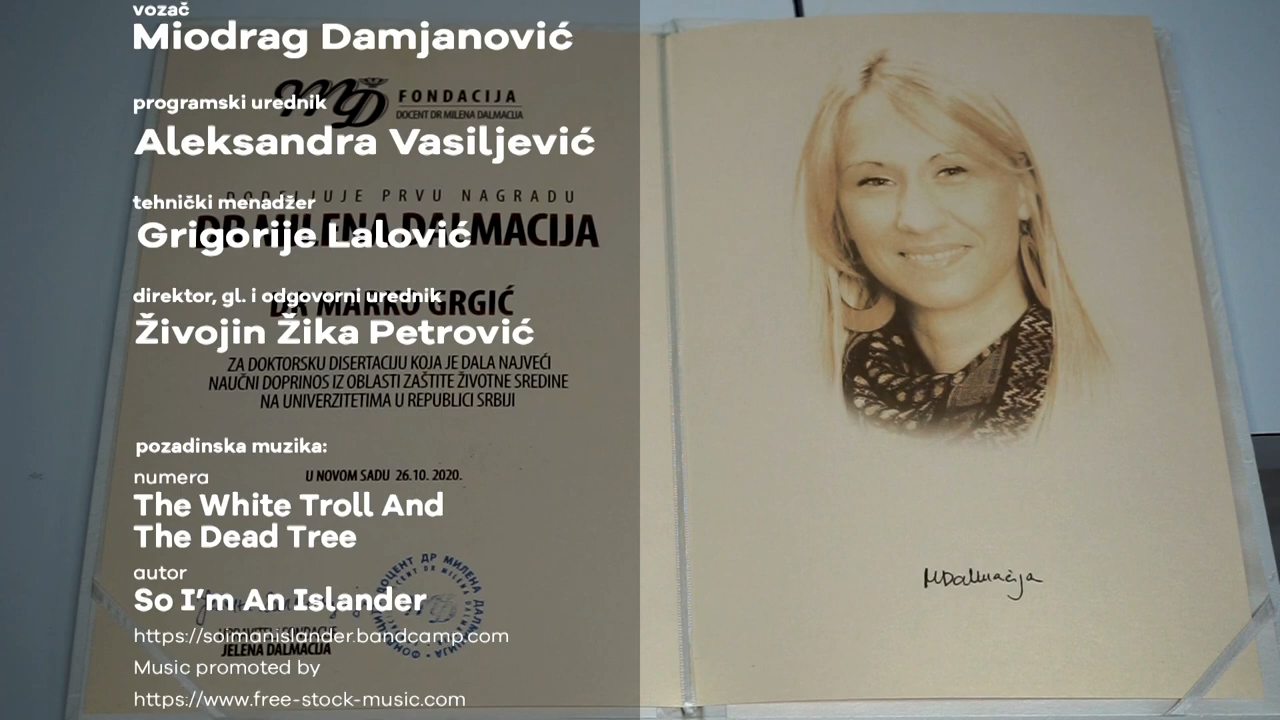 vozač
Miodrag Damjanović
programski urednik
Aleksandra Vasiljević
tehnički menadžer
Grigorije Lalović
direktor, gl. i odgovorni urednik
Živojin Žika Petrović
pozadinska muzika:
numera
The White Troll And
The Dead Tree
autor
So I’m An Islander
https://soimanislander.bandcamp.com
Music promoted by
https://www.free-stock-music.com
FONDACIJA
DOCENT DR MILENA DALMACIJA
DODELJUJE PRVU NAGRADU
DR MILENA DALMACIJA
DR MARKO GRGIĆ
ZA DOKTORSKU DISERTACIJU KOJA JE DALA NAJVEĆI
NAUČNI DOPRINOS IZ OBLASTI ZAŠTITE ŽIVOTNE SREDINE
NA UNIVERZITETIMA U REPUBLICI SRBIJI
U NOVOM SADU 26.10. 2020.
JELENA DALMACIJA
MDalmacija